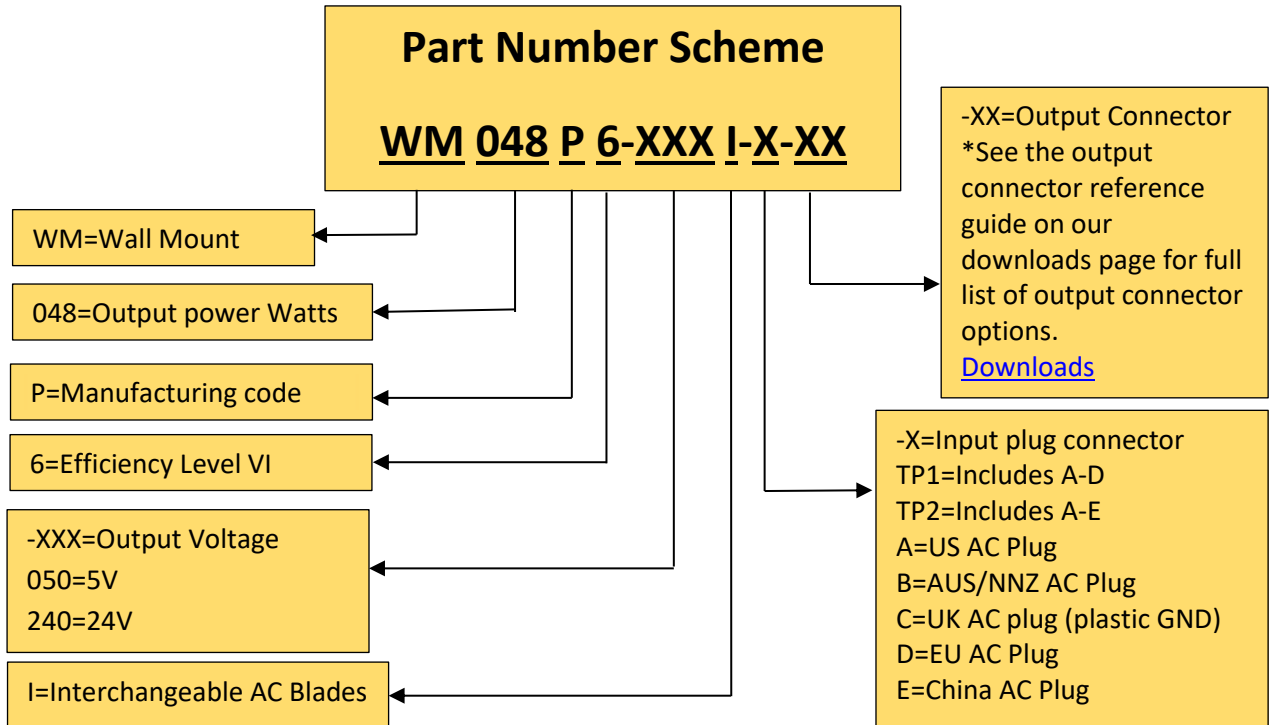 Part Number Scheme
WM 048 P 6-XXX I-X-XX
WM=Wall Mount
048=Output power Watts
P=Manufacturing code
6=Efficiency Level VI
-XXX=Output Voltage
050=5V
240=24V
I=Interchangeable AC Blades
-XX=Output Connector
*See the output
connector reference
guide on our
downloads page for full
list of output connector
options.
Downloads
-X=Input plug connector
TP1=Includes A-D
TP2=Includes A-E
A=US AC Plug
B=AUS/NNZ AC Plug
C=UK AC plug (plastic GND)
D=EU AC Plug
E=China AC Plug